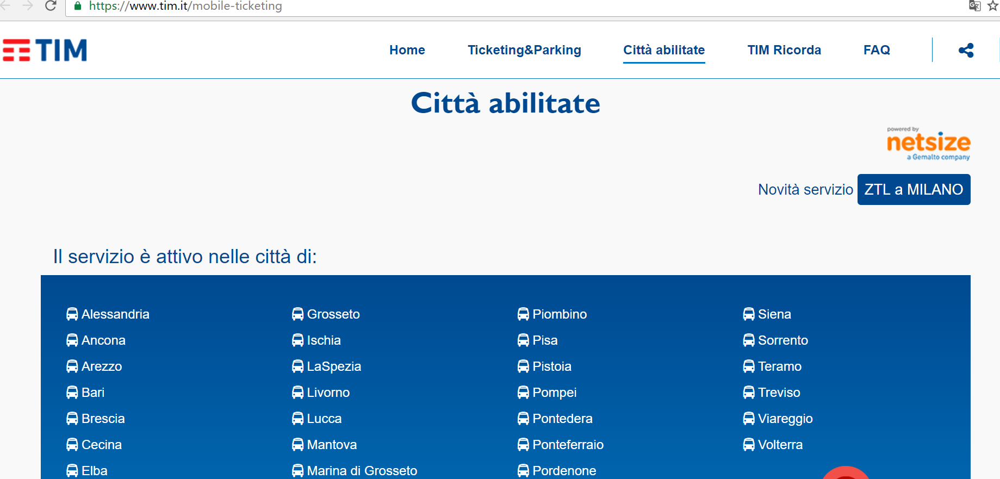 https://www.tim.it/mobile-ticketing
TIM
Home
Ticketing&Parking
Città abilitate
TIM Ricorda
FAQ
Città abilitate
powered by
netsize
a Gemalto company
Novità servizio ZTL a MILANO
Il servizio è attivo nelle città di:
Alessandria
Ancona
Arezzo
Bari
Brescia
Cecina
Elba
Grosseto
Ischia
LaSpezia
Livorno
Lucca
Mantova
Marina di Grosseto
Piombino
Pisa
Pistoia
Pompei
Pontedera
Ponteferraio
Pordenone
Siena
Sorrento
Teramo
Treviso
Viareggio
Volterra